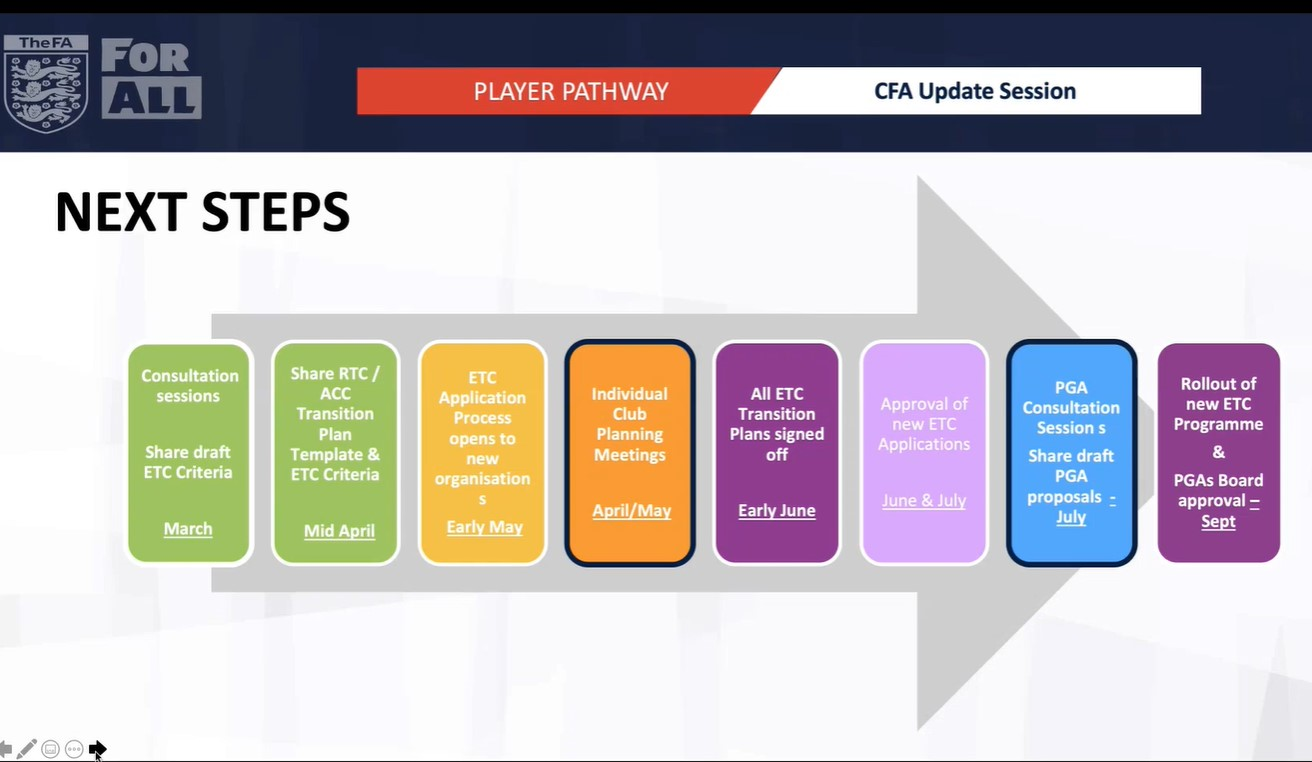 The FA
FOR
ALL
PLAYER PATHWAY
CFA Update Session
NEXT STEPS
Consultation
sessions
Share draft
ETC Criteria
March
Share RTC /
ACC
Transition
Plan
Template &
ETC Criteria
Mid April
ETC
Application
Process
opens to
new
organisation
s
Early May
Individual
Club
Planning
Meetings
April/May
All ETC
Transition
Plans signed
off
Early June
Approval of
new ETC
Applications
June & July
PGA
Consultation
Session s
Share draft
PGA
proposals -
July
Rollout of
new ETC
Programme
&
PGAs Board
approval –
Sept